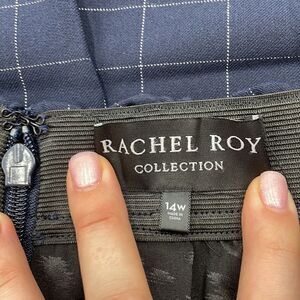 RACHEL ROY
COLLECTION
14W
MADE IN
CHINA